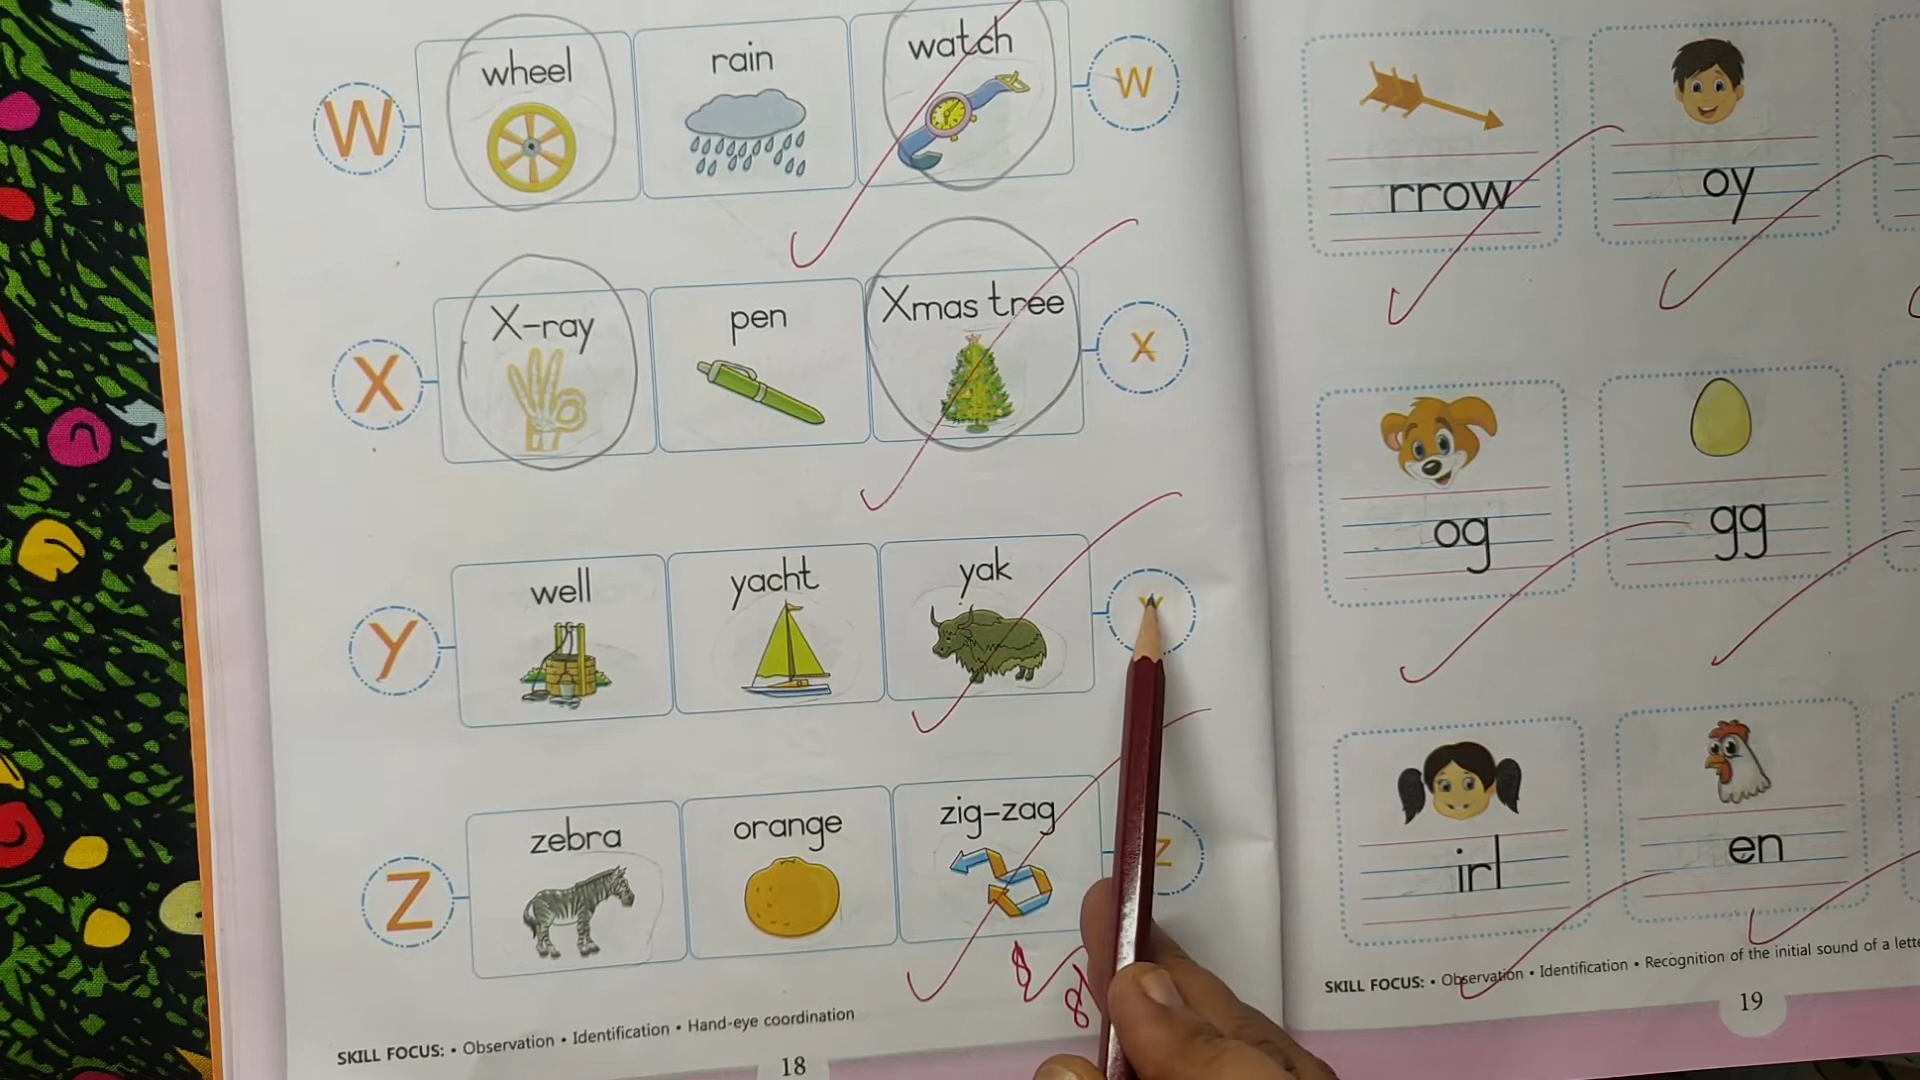 W wheel rain watch w
X X-ray pen Xmas tree x
Y well yacht yak y
Z zebra orange zig-zag z
SKILL FOCUS: • Observation • Identification • Hand-eye coordination
18
rrow oy
og gg
irl en
SKILL FOCUS: • Observation • Identification • Recognition of the initial sound of a
19